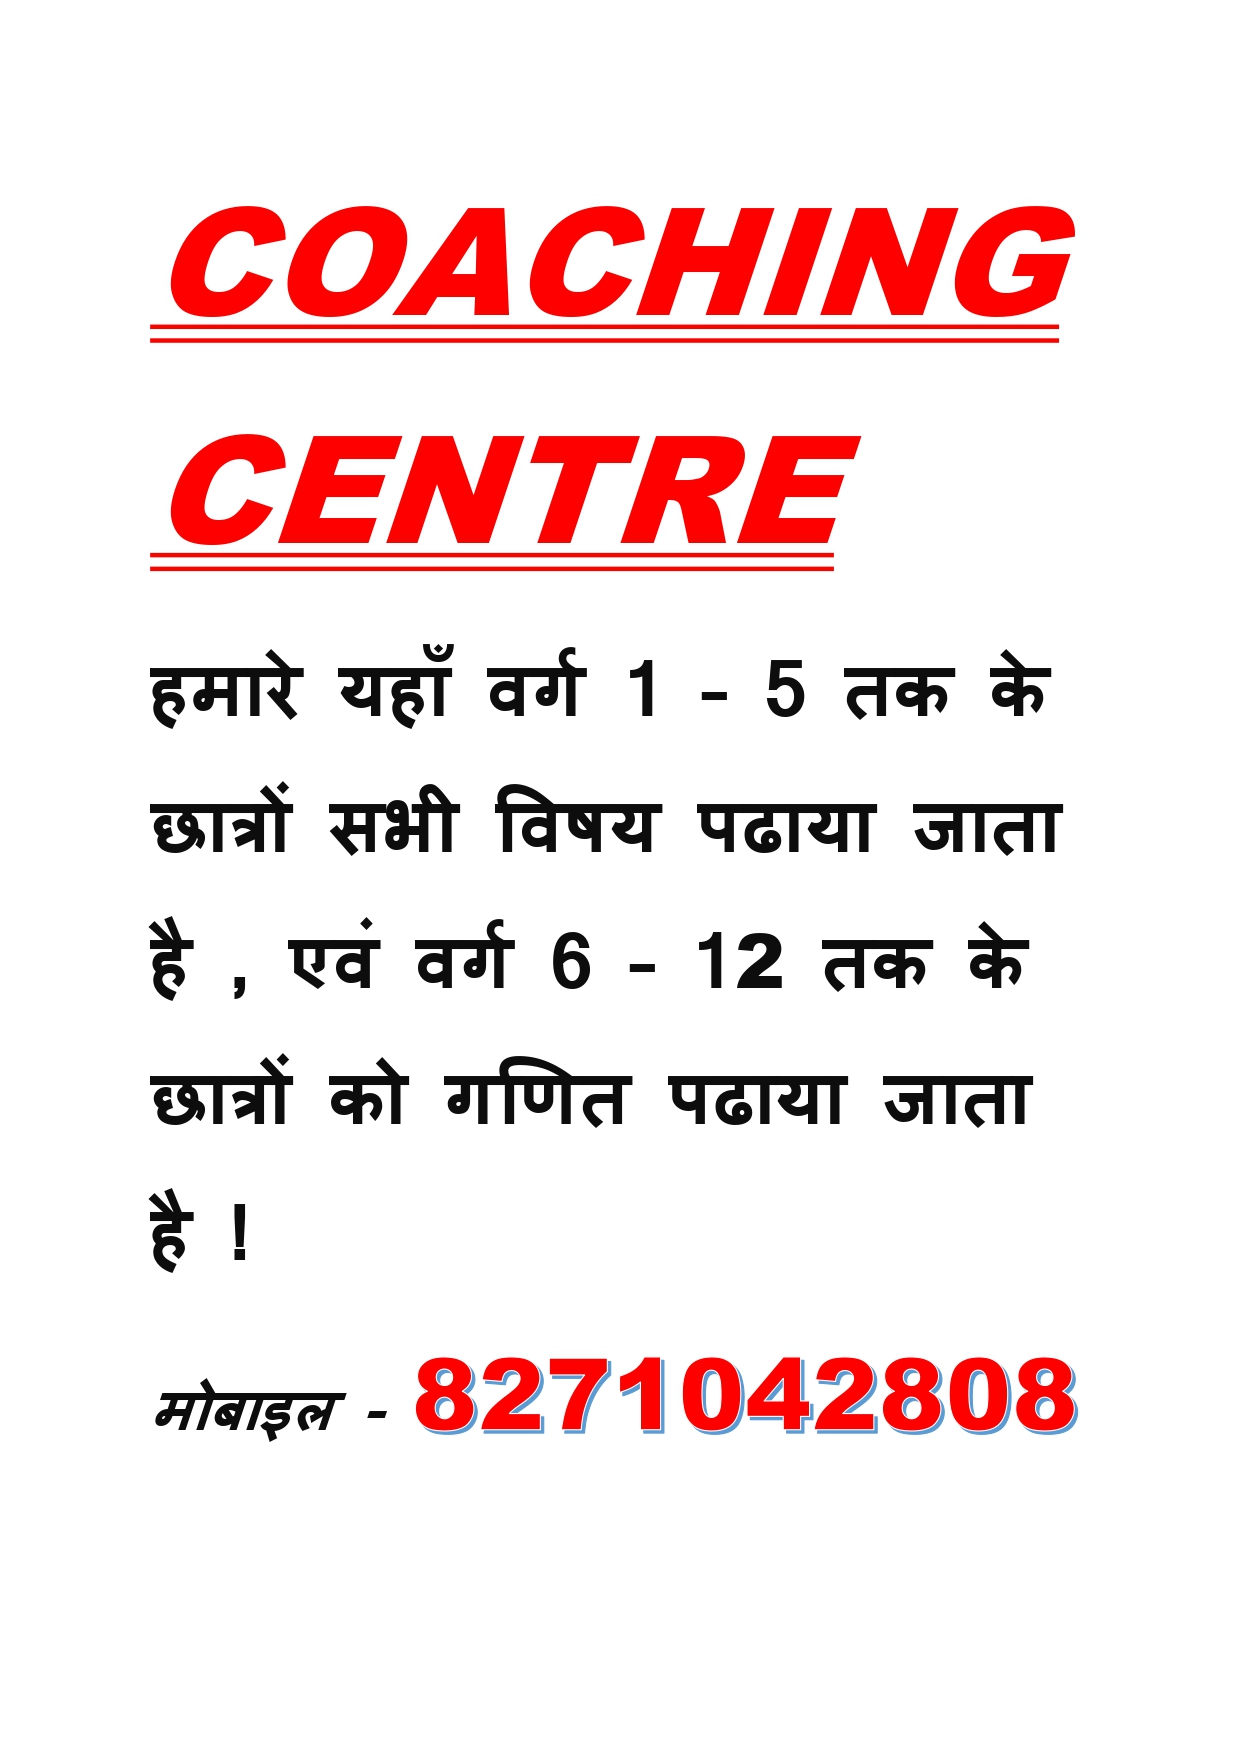 COACHING
CENTRE
हमारे यहाँ वर्ग 1 – 5 तक के
छात्रों सभी विषय पढाया जाता
है , एवं वर्ग 6 – 12 तक के
छात्रों को गणित पढाया जाता
है !
मोबाइल - 8271042808